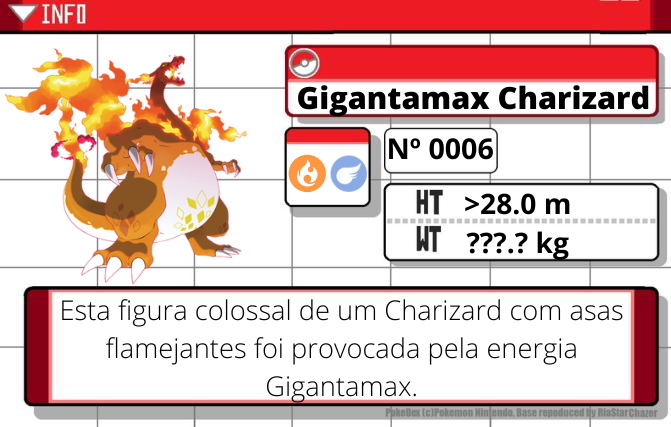 INFO
Gigantamax Charizard
Nº 0006
HT >28.0 m
WT ???.? kg
Esta figura colossal de um Charizard com asas
flamejantes foi provocada pela energia
Gigantamax.
PokeDex (c)Pokemon Nintendo. Base reproduced by RiaStarChazer